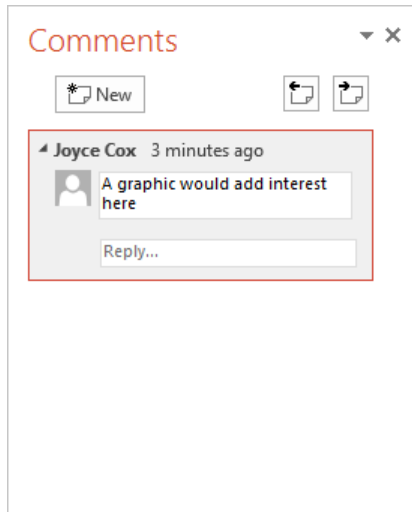 Comments
New
Joyce Cox 3 minutes ago
A graphic would add interest
here
Reply...